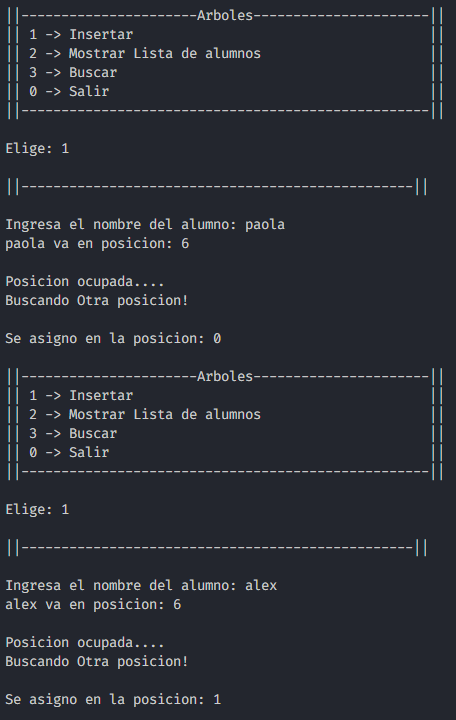 ||----------------------Arboles----------------------||
|| 1 -> Insertar ||
|| 2 -> Mostrar Lista de alumnos ||
|| 3 -> Buscar ||
|| 0 -> Salir ||
||---------------------------------------------------||
Elige: 1
||-------------------------------------------------||
Ingresa el nombre del alumno: paola
paola va en posicion: 6
Posicion ocupada....
Buscando Otra posicion!
Se asigno en la posicion: 0
||----------------------Arboles----------------------||
|| 1 -> Insertar ||
|| 2 -> Mostrar Lista de alumnos ||
|| 3 -> Buscar ||
|| 0 -> Salir ||
||---------------------------------------------------||
Elige: 1
||-------------------------------------------------||
Ingresa el nombre del alumno: alex
alex va en posicion: 6
Posicion ocupada....
Buscando Otra posicion!
Se asigno en la posicion: 1